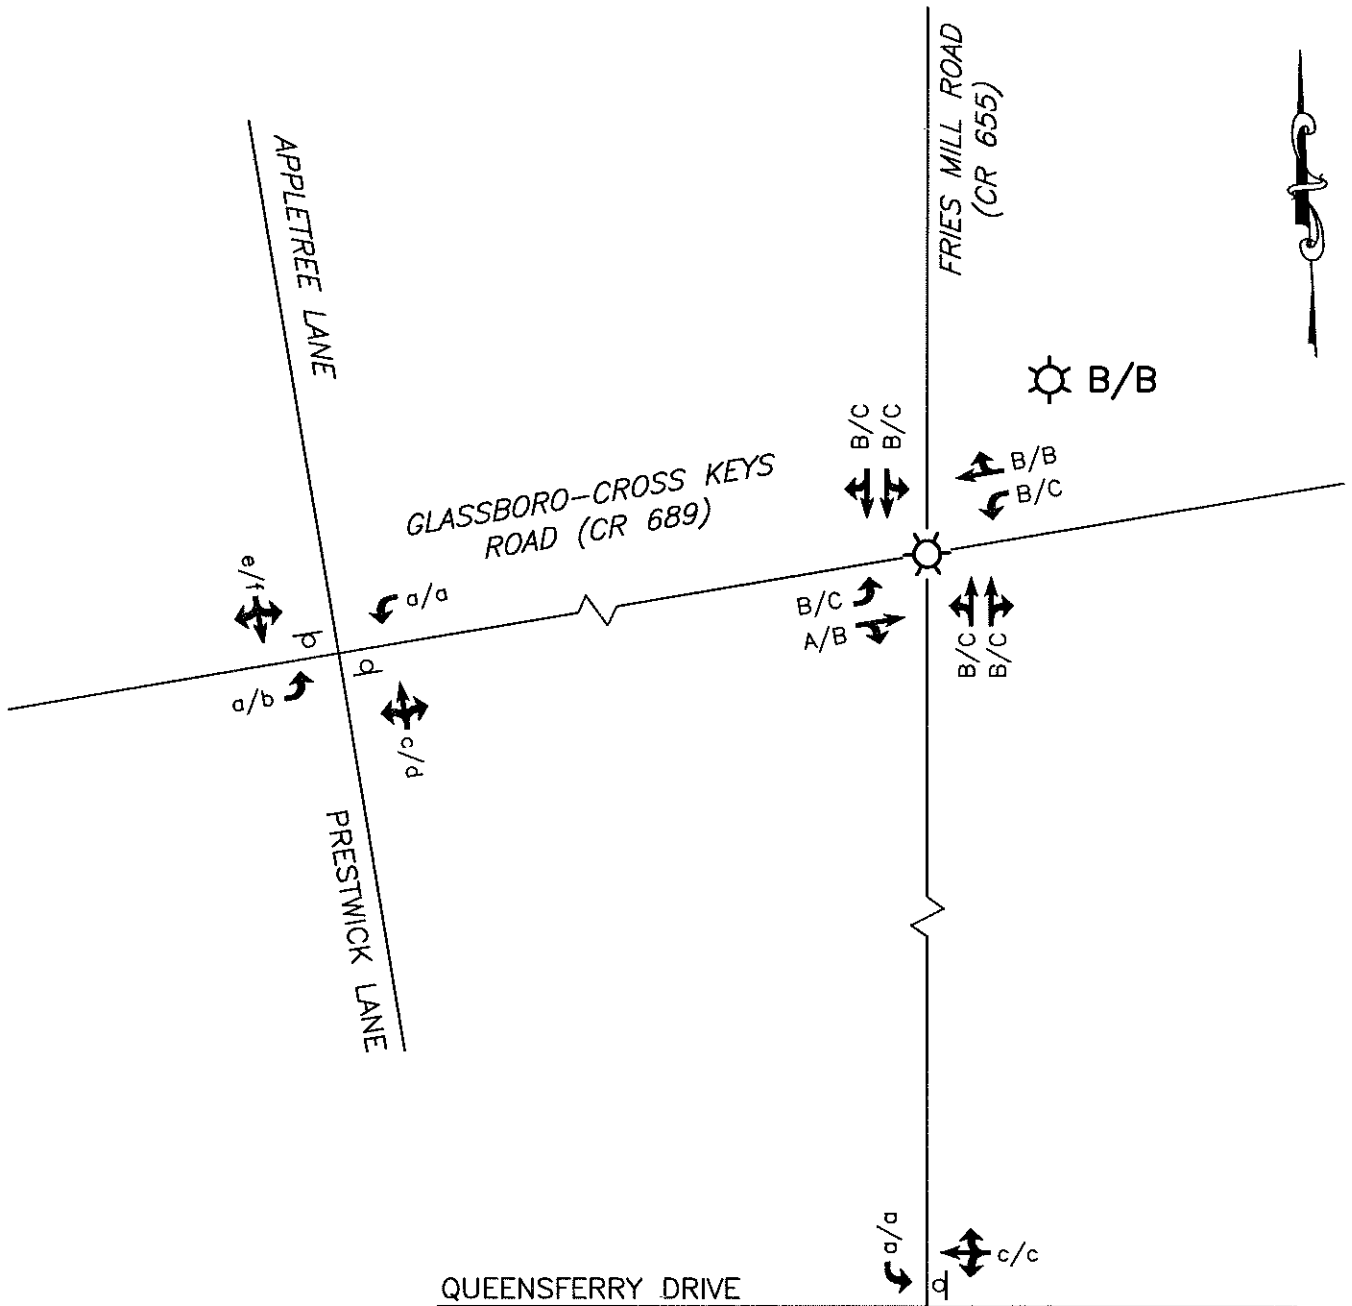 FRIES MILL ROAD
(CR 655)
APPLETREE LANE
B/B
B/C
B/C
B/B
B/C
GLASSBORO-CROSS KEYS
ROAD (CR 689)
e/f
a/a
B/C
A/B
B/C
B/C
a/b
c/d
PRESTWICK LANE
a/a
c/c
QUEENSFERRY DRIVE